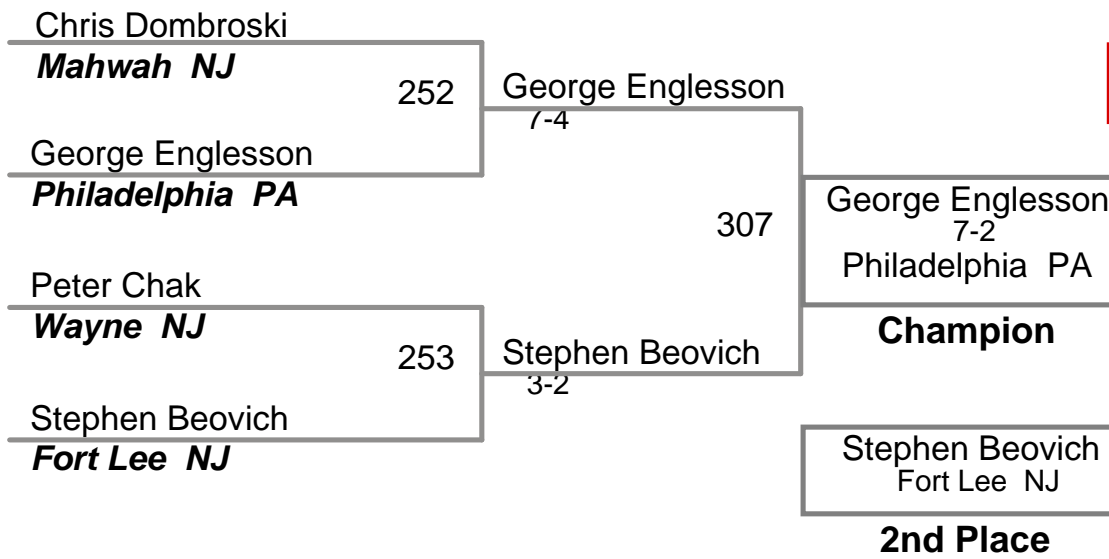 Chris Dombroski
Mahwah NJ
252
George Englesson
7-4
George Englesson
Philadelphia PA
307
George Englesson
7-2
Philadelphia PA
Champion
Peter Chak
Wayne NJ
253
Stephen Beovich
3-2
Stephen Beovich
Fort Lee NJ
Stephen Beovich
Fort Lee NJ
2nd Place